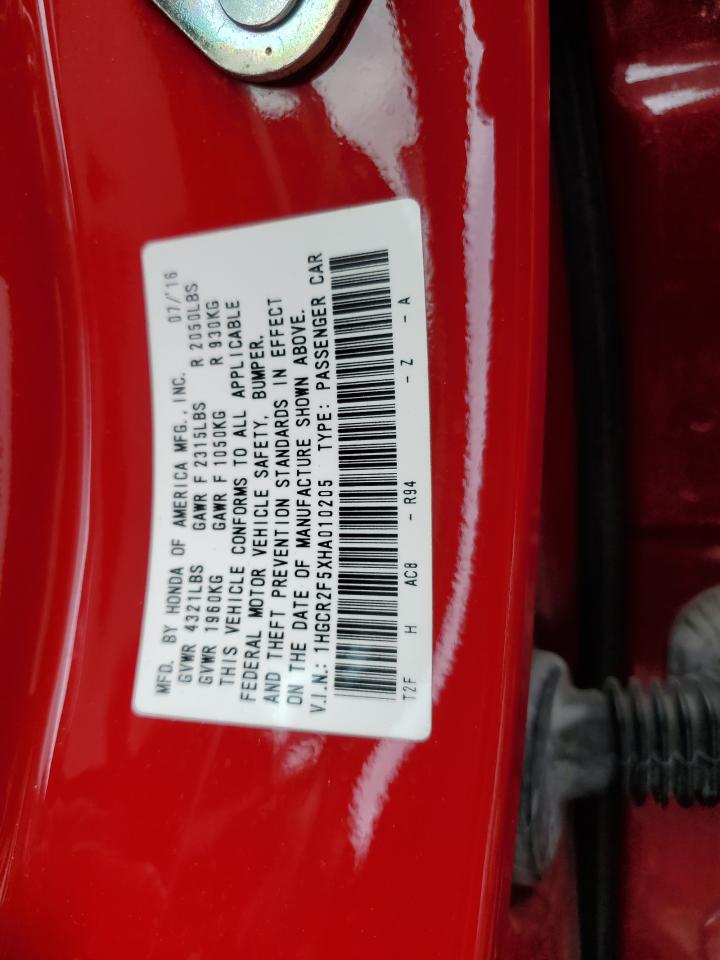 MFD. BY HONDA OF AMERICA MFG., INC. 07/'16
GVWR 4321LBS GAWR F 2315LBS R 2050LBS
GVWR 1960KG GAWR F 1050KG R 930KG
THIS VEHICLE CONFORMS TO ALL APPLICABLE
FEDERAL MOTOR VEHICLE SAFETY, BUMPER,
AND THEFT PREVENTION STANDARDS IN EFFECT
ON THE DATE OF MANUFACTURE SHOWN ABOVE.
V.I.N.: 1HGCR2F5XHA010205 TYPE: PASSENGER CAR
T2F H AC8 - R94 - Z - A